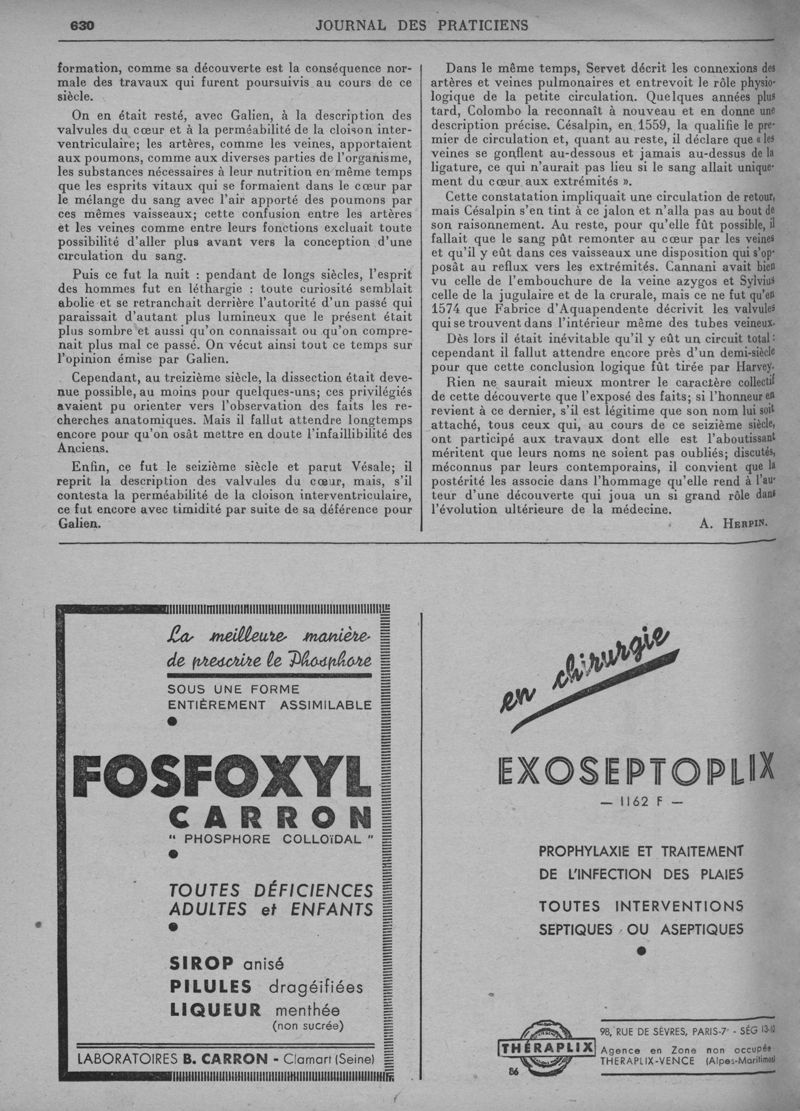 630
JOURNAL DES PRATICIENS
formation, comme sa découverte est la conséquence nor-
male des travaux qui furent poursuivis au cours de ce
siècle.
On en était resté, avec Galien, à la description des
valvules du cœur et à la perméabilité de la cloison inter-
ventriculaire; les artères, comme les veines, apportaient
aux poumons, comme aux diverses parties de l'organisme,
les substances nécessaires à leur nutrition en même temps
que les esprits vitaux qui se formaient dans le cœur par
le mélange du sang avec l'air apporté des poumons par
ces mêmes vaisseaux; cette confusion entre les artères
et les veines comme entre leurs fonctions excluait toute
possibilité d'aller plus avant vers la conception d'une
circulation du sang.
Puis ce fut la nuit : pendant de longs siècles, l'esprit
des hommes fut en léthargie : toute curiosité semblait
abolie et se retranchait derrière l'autorité d'un passé qui
paraissait d'autant plus lumineux que le présent était
plus sombre et aussi qu'on connaissait ou qu'on compre-
nait plus mal ce passé. On vécut ainsi tout ce temps sur
l'opinion émise par Galien.
Cependant, au treizième siècle, la dissection était deve-
nue possible, au moins pour quelques-uns; ces privilégiés
avaient pu orienter vers l'observation des faits les re-
cherches anatomiques. Mais il fallut attendre longtemps
encore pour qu'on osât mettre en doute l'infaillibilité des
Anciens.
Enfin, ce fut le seizième siècle et parut Vésale; il
reprit la description des valvules du cœur, mais, s'il
contesta la perméabilité de la cloison interventriculaire,
ce fut encore avec timidité par suite de sa déférence pour
Galien.
Dans le même temps, Servet décrit les connexions des
artères et veines pulmonaires et entrevoit le rôle physio-
logique de la petite circulation. Quelques années plus
tard, Colombo la reconnaît à nouveau et en donne une
description précise. Césalpin, en 1559, la qualifie le pre-
mier de circulation et, quant au reste, il déclare que « les
veines se gonflent au-dessous et jamais au-dessus de la
ligature, ce qui n'aurait pas lieu si le sang allait unique-
ment du cœur aux extrémités ».
Cette constatation impliquait une circulation de retour,
mais Césalpin s'en tint à ce jalon et n'alla pas au bout de
son raisonnement. Au reste, pour qu'elle fût possible, il
fallait que le sang pût remonter au cœur par les veines
et qu'il y eût dans ces vaisseaux une disposition qui s'op-
posât au reflux vers les extrémités. Cannani avait bien
vu celle de l'embouchure de la veine azygos et Sylvius
celle de la jugulaire et de la crurale, mais ce ne fut qu'en
1574 que Fabrice d'Aquapendente décrivit les valvules
qui se trouvent dans l'intérieur même des tubes veineux.
Dès lors il était inévitable qu'il y eût un circuit total :
cependant il fallut attendre encore près d'un demi-siècle
pour que cette conclusion logique fût tirée par Harvey.
Rien ne saurait mieux montrer le caractère collectif
de cette découverte que l'exposé des faits; si l'honneur en
revient à ce dernier, s'il est légitime que son nom lui soit
attaché, tous ceux qui, au cours de ce seizième siècle,
ont participé aux travaux dont elle est l'aboutissant
méritent que leurs noms ne soient pas oubliés; discutés,
méconnus par leurs contemporains, il convient que la
postérité les associe dans l'hommage qu'elle rend à l'au-
teur d'une découverte qui joua un si grand rôle dans
l'évolution ultérieure de la médecine.
A. HERPIN.
La meilleure manière
de prescrire le Phosphore
SOUS UNE FORME
ENTIÈREMENT ASSIMILABLE
FOSFOXYL
CARRON
" PHOSPHORE COLLOÏDAL "
TOUTES DÉFICIENCES
ADULTES et ENFANTS
SIROP anisé
PILULES dragéifiées
LIQUEUR menthée
(non sucrée)
LABORATOIRES B. CARRON - Clamart (Seine)
en chirurgie
EXOSEPTOPLIX
— 1162 F —
PROPHYLAXIE ET TRAITEMENT
DE L'INFECTION DES PLAIES
TOUTES INTERVENTIONS
SEPTIQUES OU ASEPTIQUES
THÉRAPLIX
86
98, RUE DE SÈVRES, PARIS-7e - SÉG
Agence en Zone non occupée
THERAPLIX-VENCE (Alpes-Maritimes)